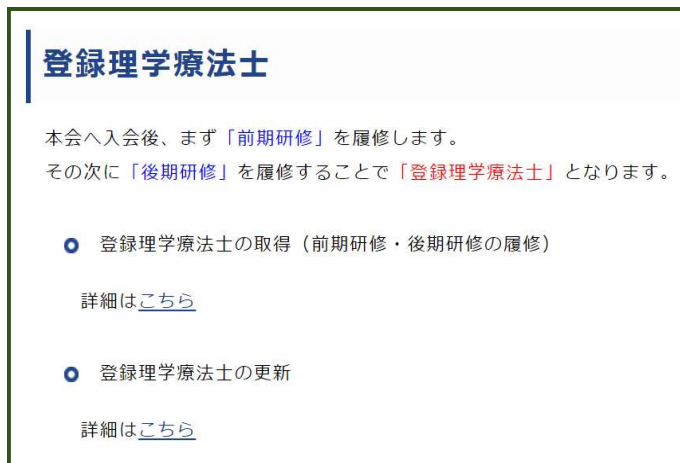 登録理学療法士
本会へ入会後、まず「前期研修」を履修します。
その次に「後期研修」を履修することで「登録理学療法士」となります。
登録理学療法士の取得（前期研修・後期研修の履修）
詳細はこちら
登録理学療法士の更新
詳細はこちら